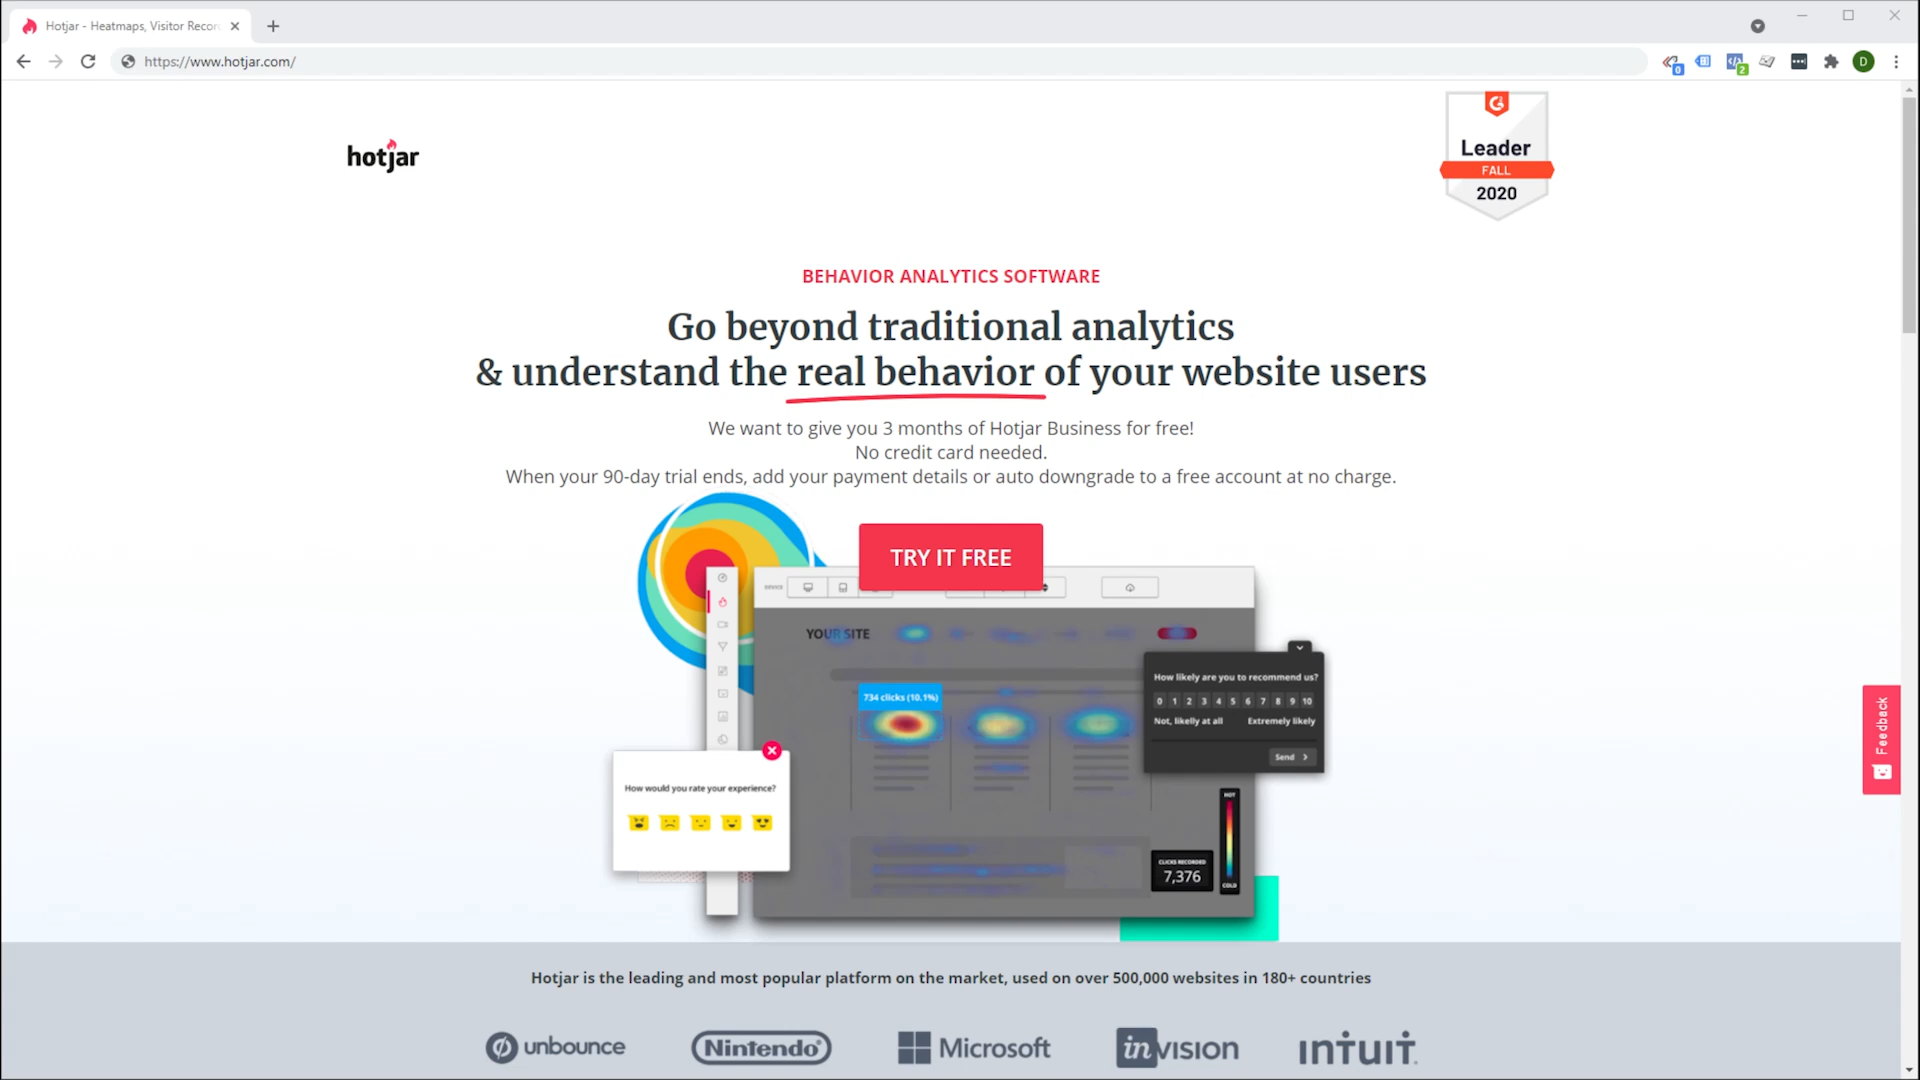 Hotjar - Heatmaps, Visitor Recor
https://www.hotjar.com/
0
2
D
hotjar
Leader
FALL
2020
BEHAVIOR ANALYTICS SOFTWARE
Go beyond traditional analytics
& understand the real behavior of your website users
We want to give you 3 months of Hotjar Business for free!
No credit card needed.
When your 90-day trial ends, add your payment details or auto downgrade to a free account at no charge.
TRY IT FREE
YOUR SITE
734 clicks (10.1%)
How likely are you to recommend us?
0 1 2 3 4 5 6 7 8 9 10
Not, likelly at all Extremely likely
Send
Feedback
How would you rate your experience?
HOT
CLICKS RECORDED
7,376
COLD
Hotjar is the leading and most popular platform on the market, used on over 500,000 websites in 180+ countries
unbounce Nintendo Microsoft invision intuit